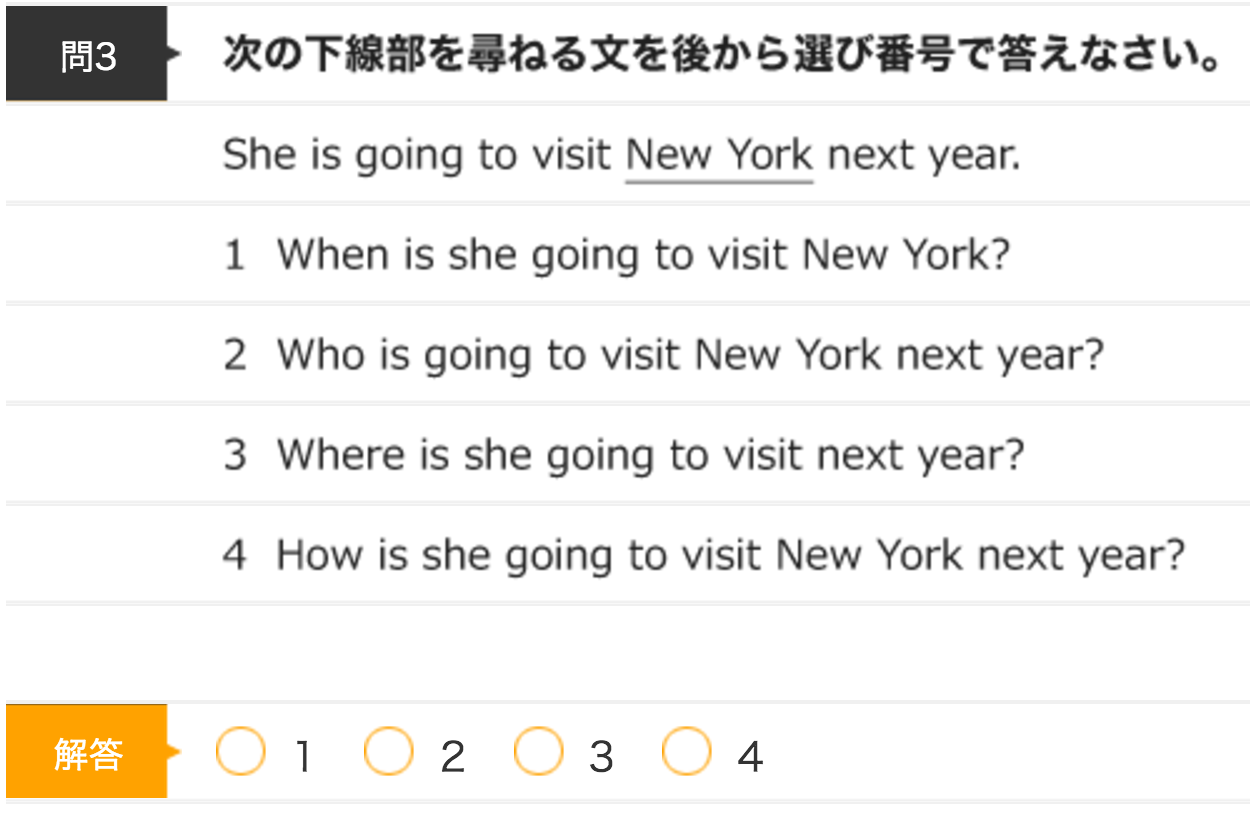 問3 次の下線部を尋ねる文を後から選び番号で答えなさい。
She is going to visit New York next year.
1 When is she going to visit New York?
2 Who is going to visit New York next year?
3 Where is she going to visit next year?
4 How is she going to visit New York next year?
解答 1 2 3 4